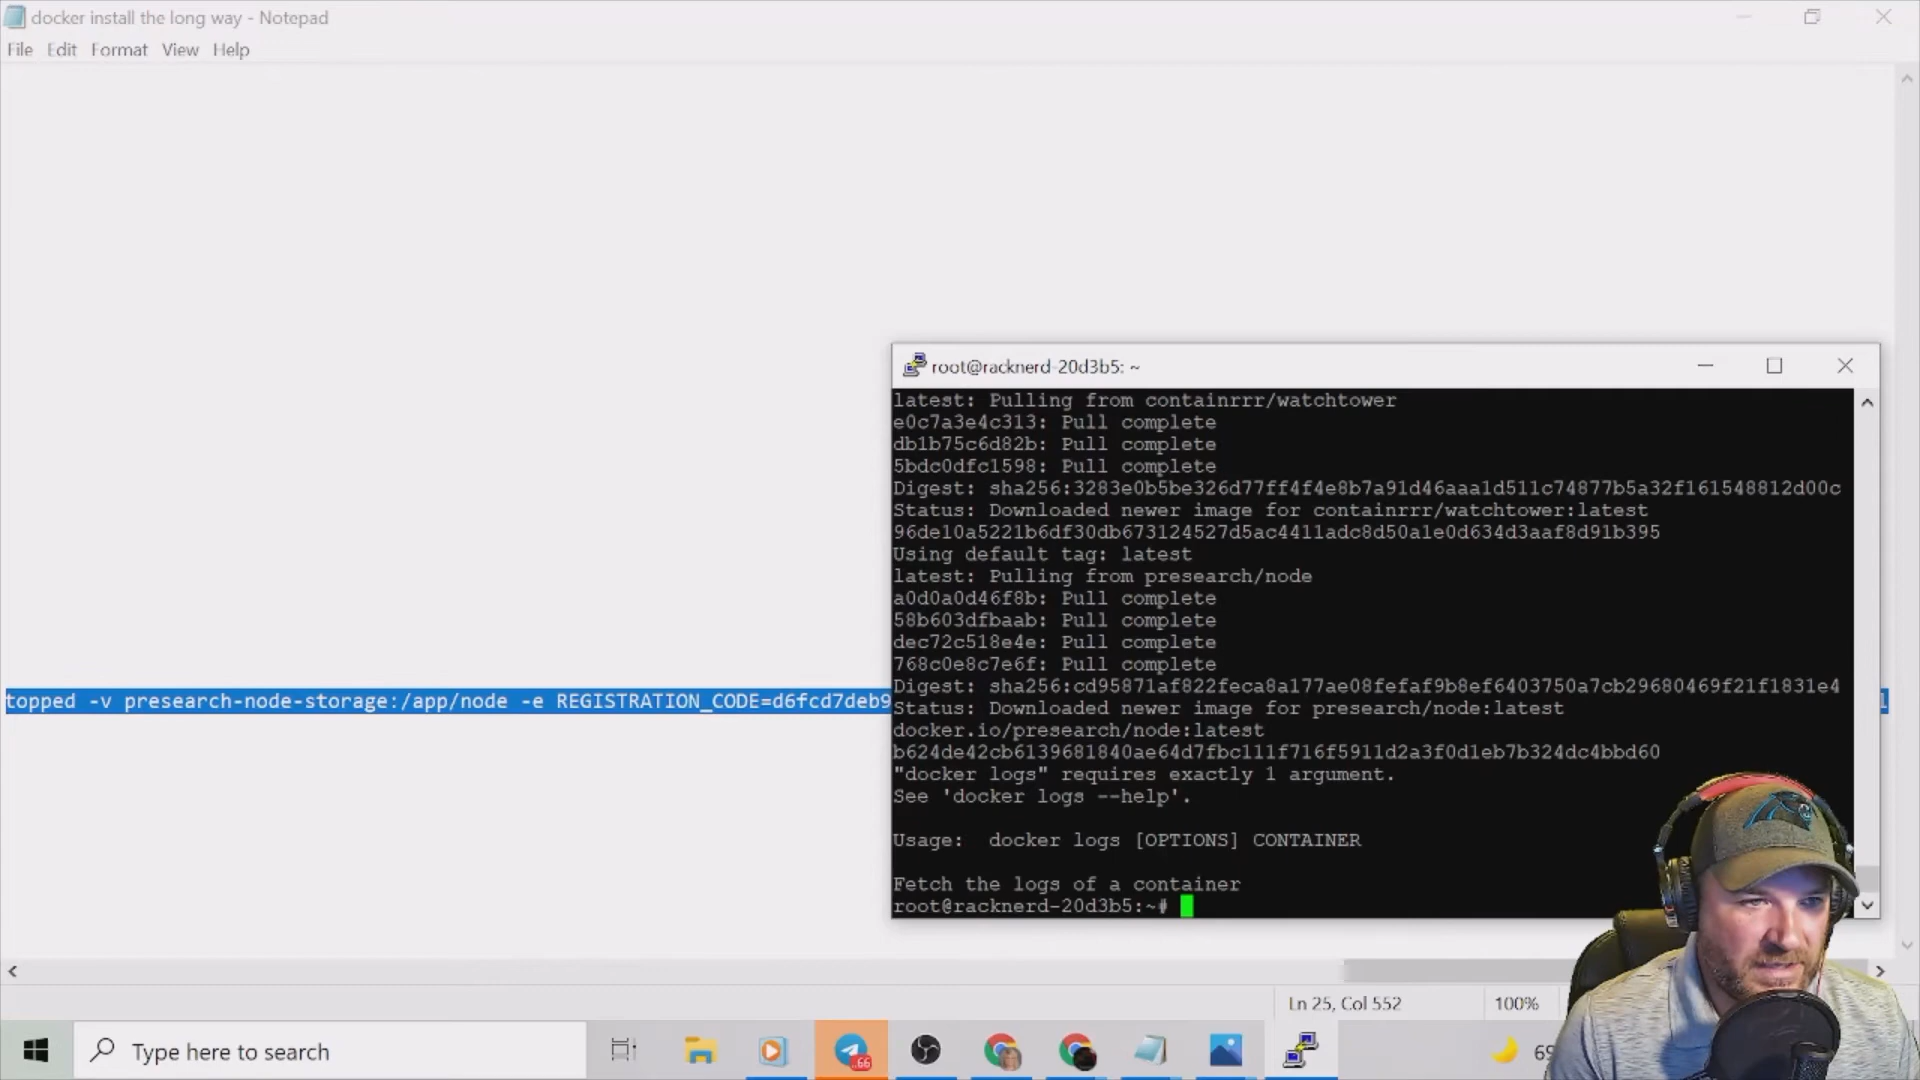 docker install the long way - Notepad
File Edit Format View Help
topped -v presearch-node-storage:/app/node -e REGISTRATION_CODE=d6fcd7deb9
root@racknerd-20d3b5: ~
latest: Pulling from containrrr/watchtower
e0c7a3e4c313: Pull complete
db1b75c6d82b: Pull complete
5bdc0dfc1598: Pull complete
Digest: sha256:3283e0b5be326d77ff4f4e8b7a91d46aaa1d511c74877b5a32f161548812d00c
Status: Downloaded newer image for containrrr/watchtower:latest
96de10a5221b6df30db673124527d5ac4411adc8d50a1e0d634d3aaf8d91b395
Using default tag: latest
latest: Pulling from presearch/node
a0d0a0d46f8b: Pull complete
58b603dfbaab: Pull complete
dec72c518e4e: Pull complete
768c0e8c7e6f: Pull complete
Digest: sha256:cd95871af822feca8a177ae08fefaf9b8ef6403750a7cb29680469f21f1831e4
Status: Downloaded newer image for presearch/node:latest
docker.io/presearch/node:latest
b624de42cb6139681840ae64d7fbc111f716f5911d2a3f0d1eb7b324dc4bbd60
"docker logs" requires exactly 1 argument.
See 'docker logs --help'.
Usage:  docker logs [OPTIONS] CONTAINER
Fetch the logs of a container
root@racknerd-20d3b5:~#
Ln 25, Col 552
100%
Type here to search
66